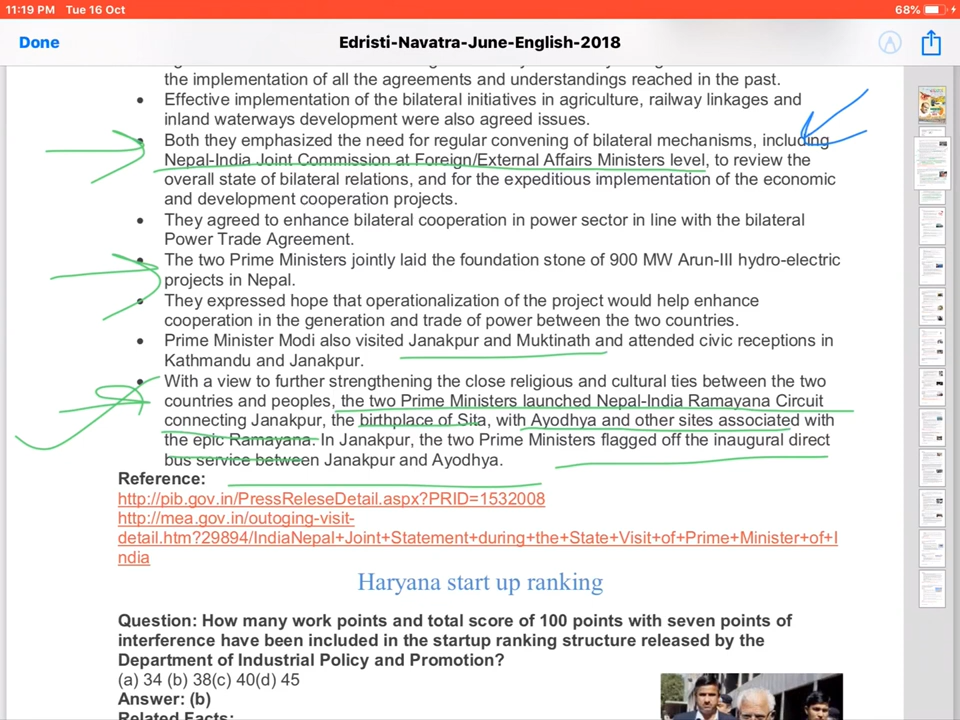 11:19 PM Tue 16 Oct
68%
Done
Edristi-Navatra-June-English-2018
the implementation of all the agreements and understandings reached in the past.
• Effective implementation of the bilateral initiatives in agriculture, railway linkages and
inland waterways development were also agreed issues.
• Both they emphasized the need for regular convening of bilateral mechanisms, including
Nepal-India Joint Commission at Foreign/External Affairs Ministers level, to review the
overall state of bilateral relations, and for the expeditious implementation of the economic
and development cooperation projects.
• They agreed to enhance bilateral cooperation in power sector in line with the bilateral
Power Trade Agreement.
• The two Prime Ministers jointly laid the foundation stone of 900 MW Arun-III hydro-electric
projects in Nepal.
• They expressed hope that operationalization of the project would help enhance
cooperation in the generation and trade of power between the two countries.
• Prime Minister Modi also visited Janakpur and Muktinath and attended civic receptions in
Kathmandu and Janakpur.
• With a view to further strengthening the close religious and cultural ties between the two
countries and peoples, the two Prime Ministers launched Nepal-India Ramayana Circuit
connecting Janakpur, the birthplace of Sita, with Ayodhya and other sites associated with
the epic Ramayana. In Janakpur, the two Prime Ministers flagged off the inaugural direct
bus service between Janakpur and Ayodhya.
Reference:
http://pib.gov.in/PressReleseDetail.aspx?PRID=1532008
http://mea.gov.in/outoging-visit-
detail.htm?29894/IndiaNepal+Joint+Statement+during+the+State+Visit+of+Prime+Minister+of+I
ndia
Haryana start up ranking
Question: How many work points and total score of 100 points with seven points of
interference have been included in the startup ranking structure released by the
Department of Industrial Policy and Promotion?
(a) 34 (b) 38(c) 40(d) 45
Answer: (b)
Related Facts: